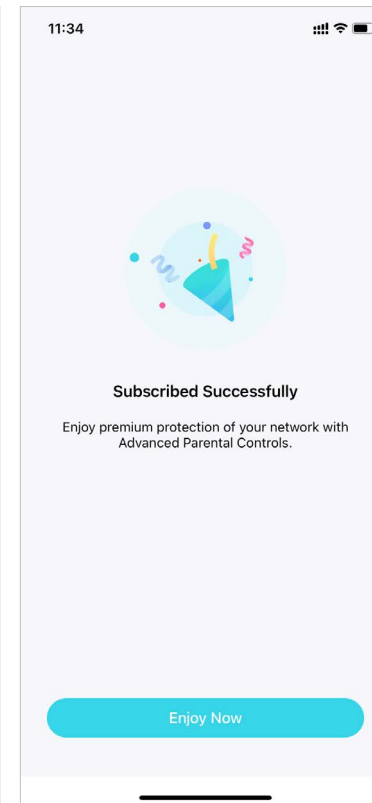 11:34
Subscribed Successfully
Enjoy premium protection of your network with
Advanced Parental Controls.
Enjoy Now